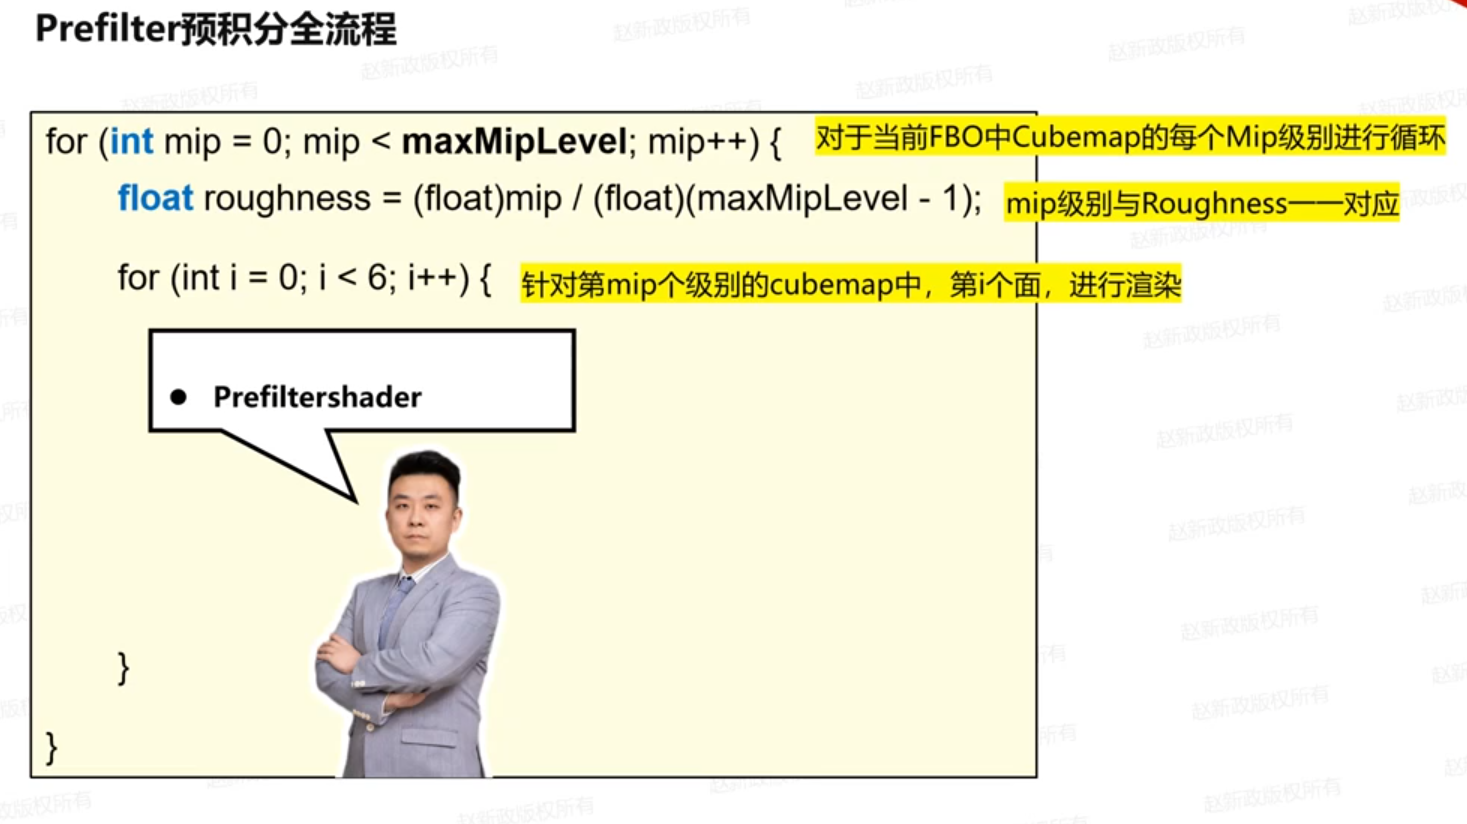 Prefilter预积分全流程
for (int mip = 0; mip < maxMipLevel; mip++) { 对于当前FBO中Cubemap的每个Mip级别进行循环
float roughness = (float)mip / (float)(maxMipLevel - 1); mip级别与Roughness一一对应
for (int i = 0; i < 6; i++) { 针对第mip个级别的cubemap中，第i个面，进行渲染
● Prefiltershader
}
}
赵新政版权所有